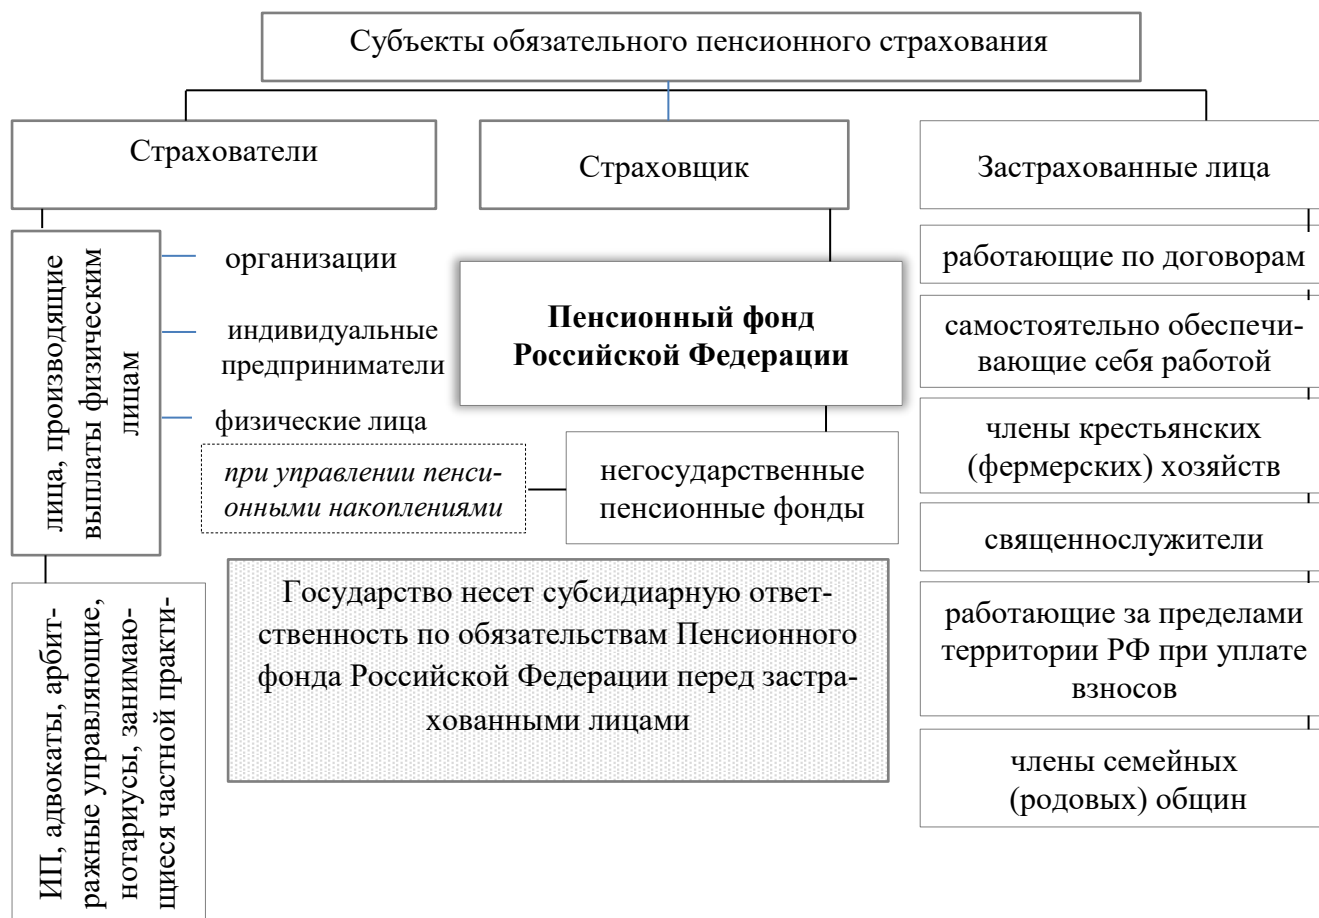 Субъекты обязательного пенсионного страхования
Страхователи
Страховщик
Застрахованные лица
лица, производящие
выплаты физическим
лицам
организации
индивидуальные
предприниматели
физические лица
Пенсионный фонд
Российской Федерации
при управлении пенси-
онными накоплениями
негосударственные
пенсионные фонды
работающие по договорам
самостоятельно обеспечи-
вающие себя работой
члены крестьянских
(фермерских) хозяйств
священнослужители
работающие за пределами
территории РФ при уплате
взносов
члены семейных
(родовых) общин
ИП, адвокаты, арбит-
ражные управляющие,
нотариусы, занимаю-
щиеся частной практи-
Государство несет субсидиарную ответ-
ственность по обязательствам Пенсионного
фонда Российской Федерации перед застра-
хованными лицами